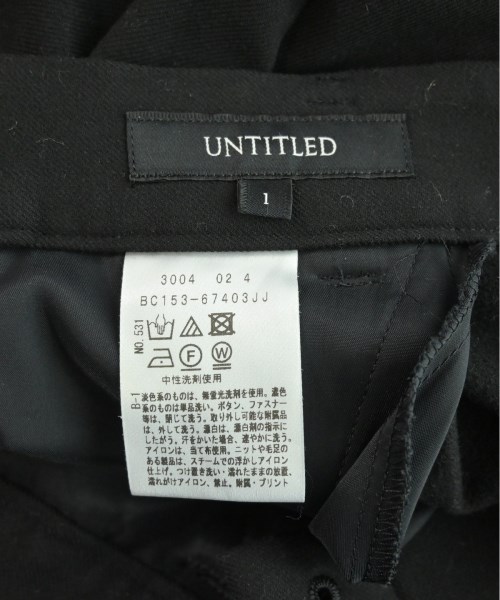 UNTITLED
1
3004 02 4
BC153-67403JJ
NO.531
F W
中性洗剤使用
B-1
淡色系のものは、無蛍光洗剤を使用。濃色
系のものは単品洗い。ボタン、ファスナー
等は、閉じて洗う。取り外し可能な附属品
は、外して洗う。漂白は、漂白剤の指示に
したがう。汗をかいた場合、速やかに洗う。
アイロンは、当て布使用。ニットや毛足の
ある製品は、スチームでの浮かしアイロン
仕上げ。つけ置き洗い・濡れたままの放置、
濡れがけアイロン、禁止。附属・プリント